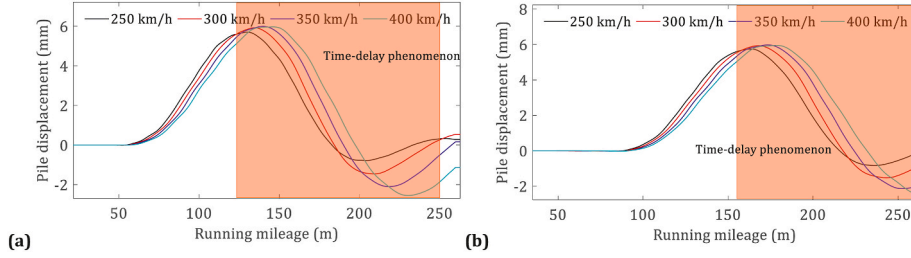 250 km/h 300 km/h 350 km/h 400 km/h
6
4
2
0
-2
Pile displacement (mm)
Time-delay phenomenon
50 100 150 200 250
Running mileage (m)
(a)
250 km/h 300 km/h 350 km/h 400 km/h
8
6
4
2
0
-2
Pile displacement (mm)
Time-delay phenomenon
50 100 150 200 250
Running mileage (m)
(b)